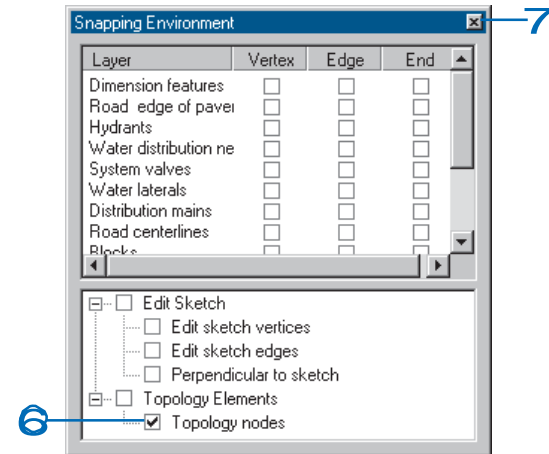 Snapping Environment
7
Layer Vertex Edge End
Dimension features
Road edge of paver
Hydrants
Water distribution ne
System valves
Water laterals
Distribution mains
Road centerlines
Blocks
Edit Sketch
Edit sketch vertices
Edit sketch edges
Perpendicular to sketch
Topology Elements
6
Topology nodes